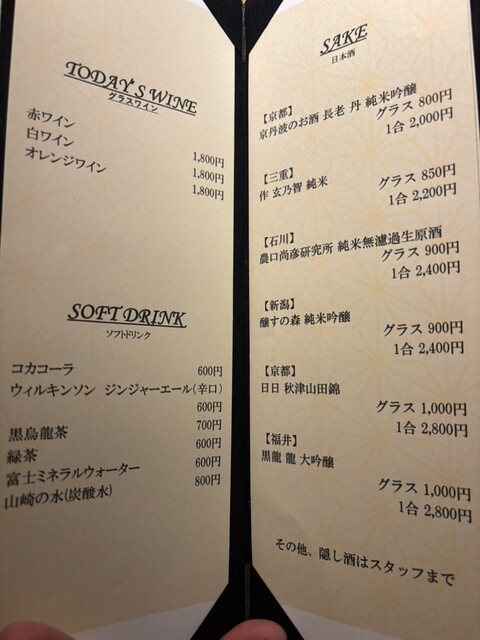 TODAY'S WINE
グラスワイン
赤ワイン
1,800円
白ワイン
1,800円
オレンジワイン
1,800円
SOFT DRINK
ソフトドリンク
コカコーラ
600円
ウィルキンソン ジンジャーエール(辛口)
600円
黒烏龍茶
700円
緑茶
600円
富士ミネラルウォーター
600円
山崎の水(炭酸水)
800円
SAKE
日本酒
【京都】
京丹波のお酒 長老 丹 純米吟醸
グラス 800円
1合 2,000円
【三重】
作 玄乃智 純米
グラス 850円
1合 2,200円
【石川】
農口尚彦研究所 純米無濾過生原酒
グラス 900円
1合 2,400円
【新潟】
醸すの森 純米吟醸
グラス 900円
1合 2,400円
【京都】
日日 秋津山田錦
グラス 1,000円
1合 2,800円
【福井】
黒龍 龍 大吟醸
グラス 1,000円
1合 2,800円
その他、隠し酒はスタッフまで